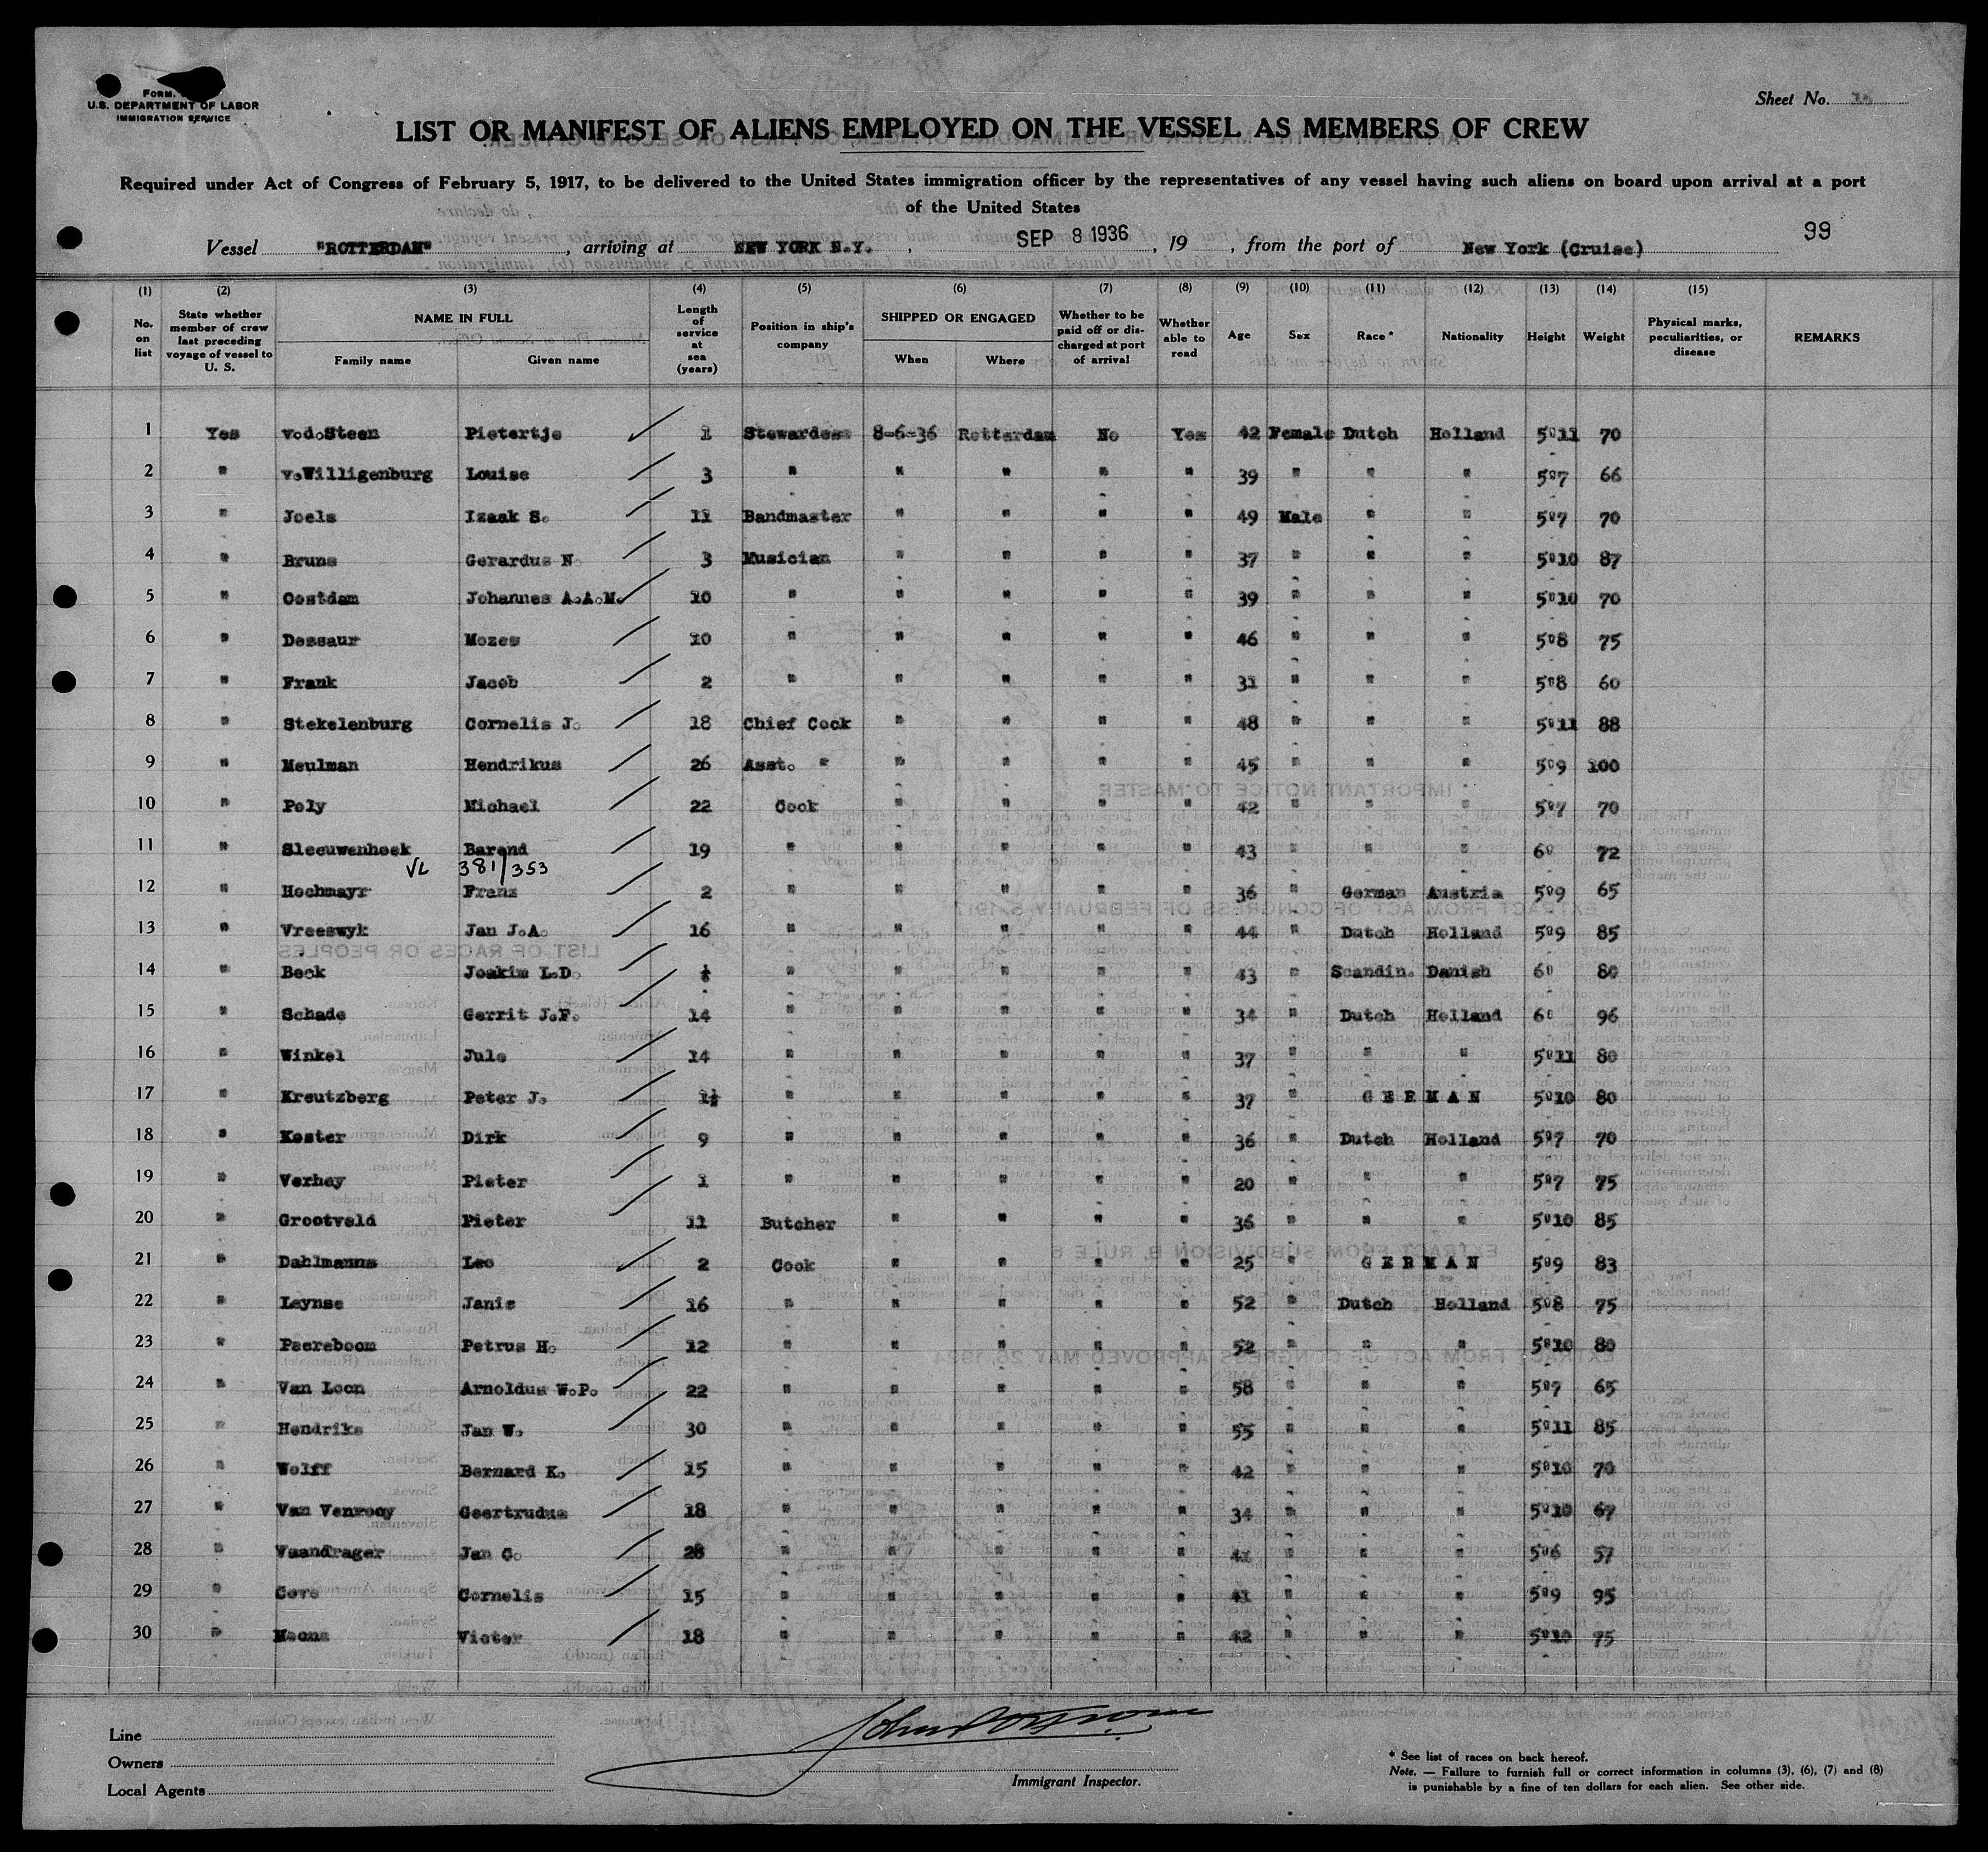 FORM.
U.S. DEPARTMENT OF LABOR
IMMIGRATION SERVICE
Sheet No.
LIST OR MANIFEST OF ALIENS EMPLOYED ON THE VESSEL AS MEMBERS OF CREW
Required under Act of Congress of February 5, 1917, to be delivered to the United States immigration officer by the representatives of any vessel having such aliens on board upon arrival at a port
of the United States
99
Vessel "ROTTERDAM", arriving at NEW YORK N.Y., SEP 8 1936, 19 , from the port of New York (Cruise)
(1) (2) (3) (4) (5) (6) (7) (8) (9) (10) (11) (12) (13) (14) (15)
No. on list | State whether member of crew last preceding voyage of vessel to U. S. | NAME IN FULL Family name Given name | Length of service at sea (years) | Position in ship's company | SHIPPED OR ENGAGED When Where | Whether to be paid off or discharged at port of arrival | Whether able to read | Age | Sex | Race* | Nationality | Height | Weight | Physical marks, peculiarities, or disease | REMARKS
1 Yes v.d.Steen Pietertje 1 Stewardess 8-6-36 Rotterdam No Yes 42 Female Dutch Holland 5°11 70
2 " v.Willigenburg Louise 3 " " " " " 39 " " " 5°7 66
3 " Joels Izaak S. 11 Bandmaster " " " " 49 Male " " 5°7 70
4 " Bruns Gerardus N. 3 Musician " " " " 37 " " " 5°10 87
5 " Oostdam Johannes A.A.M. 10 " " " " " 39 " " " 5°10 70
6 " Dessaur Mozes 10 " " " " " 46 " " " 5°8 75
7 " Frank Jacob 2 " " " " " 31 " " " 5°8 60
8 " Stekelenburg Cornelis J. 18 Chief Cook " " " " 48 " " " 5°11 88
9 " Meulman Hendrikus 26 Asst. " " " " " 45 " " " 5°9 100
10 " Pely Michael 22 Cook " " " " 42 " " " 5°7 70
11 " Sleeuwenhoek Barend 19 " " " " " 43 " " " 6° 72
VL 381/353
12 " Hochmayr Franz 2 " " " " " 36 " German Austria 5°9 65
13 " Vreeswyk Jan J.A. 16 " " " " " 44 " Dutch Holland 5°9 85
14 " Beck Joakim L.D. ½ " " " " " 43 " Scandin. Danish 6° 80
15 " Schade Gerrit J.F. 14 " " " " " 34 " Dutch Holland 6° 96
16 " Winkel Jule 14 " " " " " 37 " " " 5°11 80
17 " Kreutzberg Peter J. 1½ " " " " " 37 " GERMAN 5°10 80
18 " Koster Dirk 9 " " " " " 36 " Dutch Holland 5°7 70
19 " Verhey Pieter 1 " " " " " 20 " " " 5°7 75
20 " Grootveld Pieter 11 Butcher " " " " 36 " " " 5°10 85
21 " Dahlmanns Leo 2 Cook " " " " 25 " GERMAN 5°9 83
22 " Leynse Janis 16 " " " " " 52 " Dutch Holland 5°8 75
23 " Peereboom Petrus H. 12 " " " " " 52 " " " 5°10 80
24 " Van Loon Arnoldus W.P. 22 " " " " " 58 " " " 5°7 65
25 " Hendriks Jan W. 30 " " " " " 55 " " " 5°11 85
26 " Wolff Bernard K. 15 " " " " " 42 " " " 5°10 70
27 " Van Venrooy Geertrudus 18 " " " " " 34 " " " 5°10 67
28 " Vaandrager Jan C. 28 " " " " " 41 " " " 5°6 57
29 " Cornelis 15 " " " " " 41 " " " 5°9 95
30 " Victor 18 " " " " " 42 " " " 5°10 75
Line
Owners
Local Agents
Immigrant Inspector.
* See list of races on back hereof.
Note. — Failure to furnish full or correct information in columns (3), (6), (7) and (8)
is punishable by a fine of ten dollars for each alien. See other side.